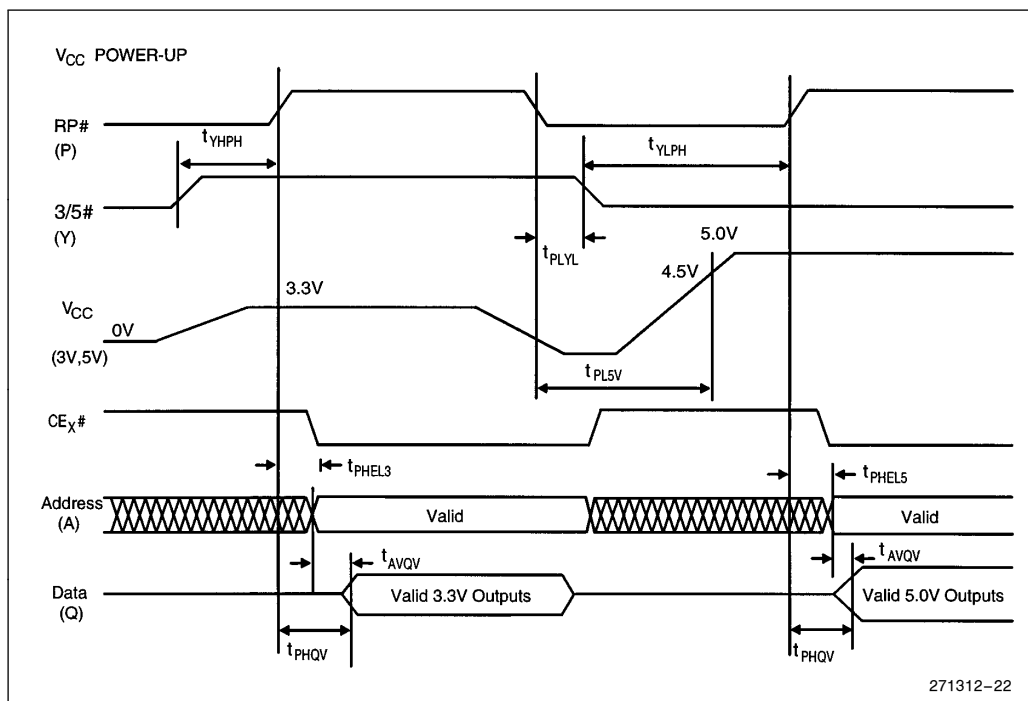 VCC POWER-UP
RP#
(P)
tYHPH
tYLPH
3/5#
(Y)
tPLYL
5.0V
4.5V
3.3V
VCC
0V
(3V,5V)
tPL5V
CEX#
tPHEL3
tPHEL5
Address
(A)
Valid
Valid
tAVQV
tAVQV
Data
(Q)
Valid 3.3V Outputs
Valid 5.0V Outputs
tPHQV
tPHQV
271312-22